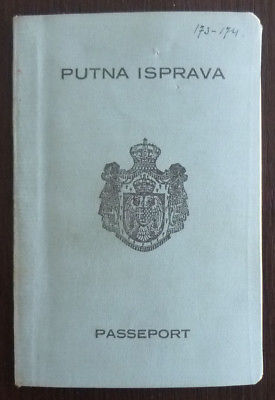 173-174.
PUTNA ISPRAVA
PASSEPORT